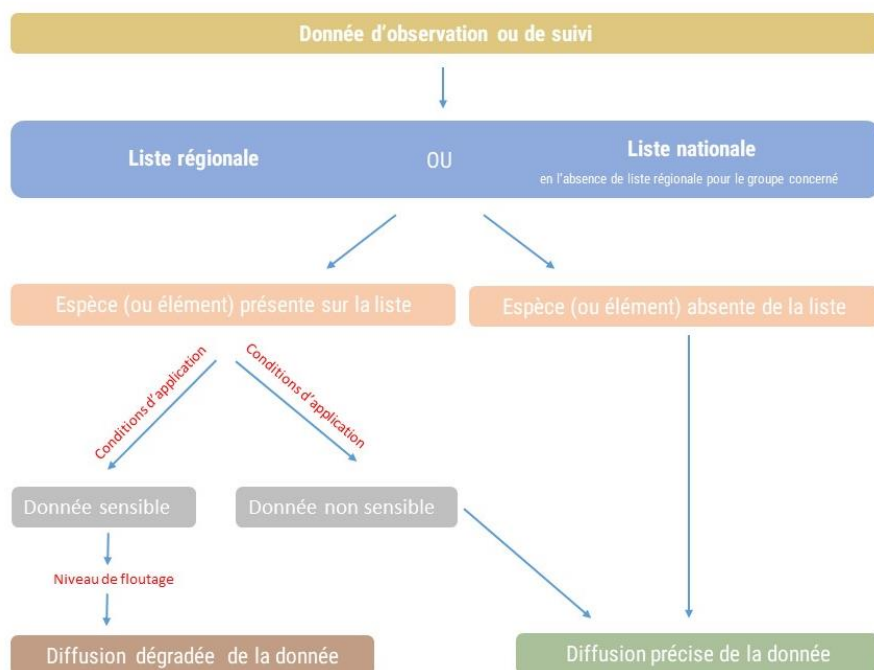 Donnée d'observation ou de suivi
Liste régionale
OU
Liste nationale
en l'absence de liste régionale pour le groupe concerné
Espèce (ou élément) présente sur la liste
Espèce (ou élément) absente de la liste
Conditions d'application
Conditions d'application
Donnée sensible
Donnée non sensible
Niveau de floutage
Diffusion dégradée de la donnée
Diffusion précise de la donnée